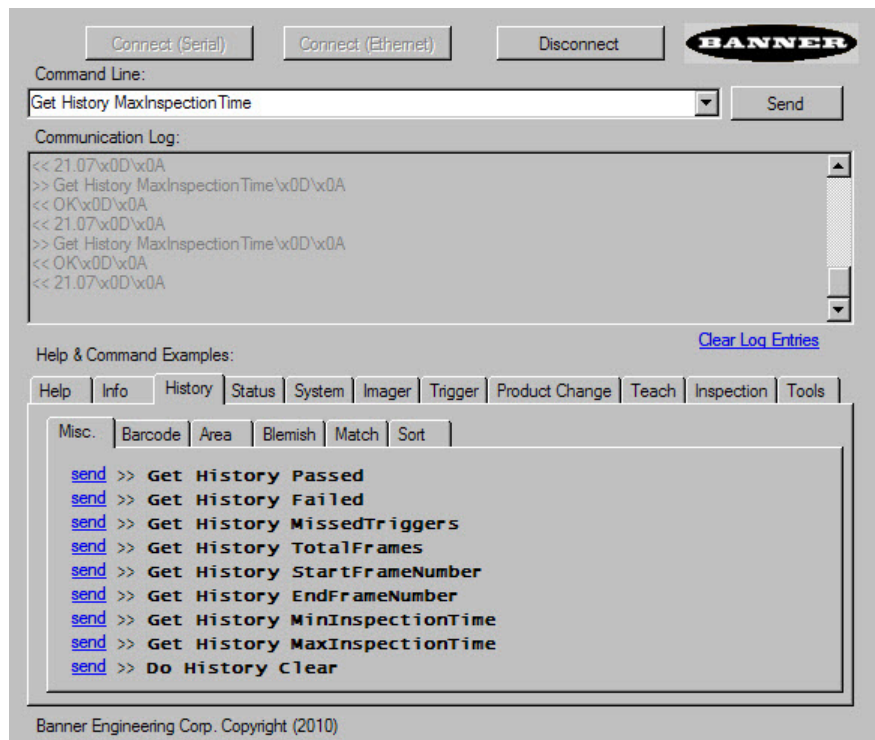 Connect (Serial) Connect (Ethernet) Disconnect BANNER
Command Line:
Get History MaxInspectionTime Send
Communication Log:
<< 21.07\x0D\x0A
>> Get History MaxInspectionTime\x0D\x0A
<< OK\x0D\x0A
<< 21.07\x0D\x0A
>> Get History MaxInspectionTime\x0D\x0A
<< OK\x0D\x0A
<< 21.07\x0D\x0A
Clear Log Entries
Help & Command Examples:
Help Info History Status System Imager Trigger Product Change Teach Inspection Tools
Misc. Barcode Area Blemish Match Sort
send >> Get History Passed
send >> Get History Failed
send >> Get History MissedTriggers
send >> Get History TotalFrames
send >> Get History StartFrameNumber
send >> Get History EndFrameNumber
send >> Get History MinInspectionTime
send >> Get History MaxInspectionTime
send >> Do History Clear
Banner Engineering Corp. Copyright (2010)